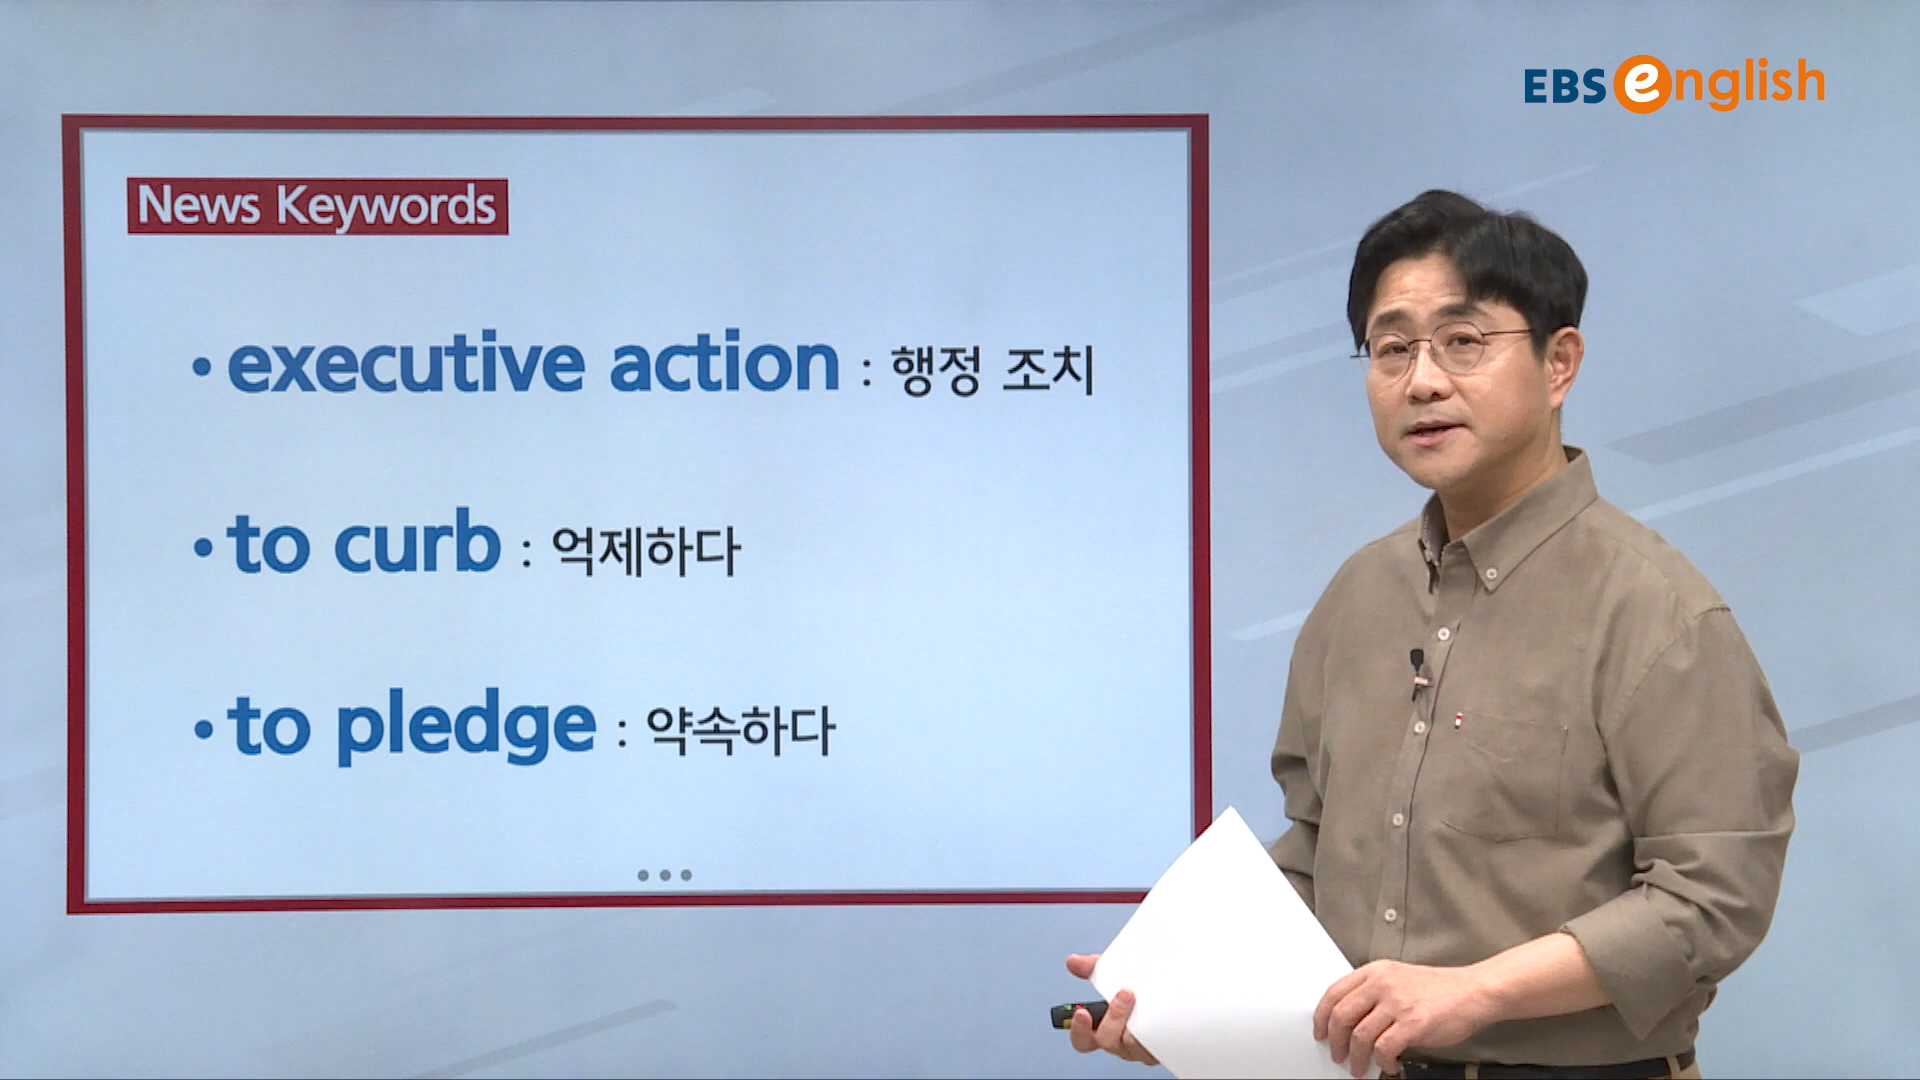 EBS english
News Keywords
• executive action : 행정 조치
• to curb : 억제하다
• to pledge : 약속하다